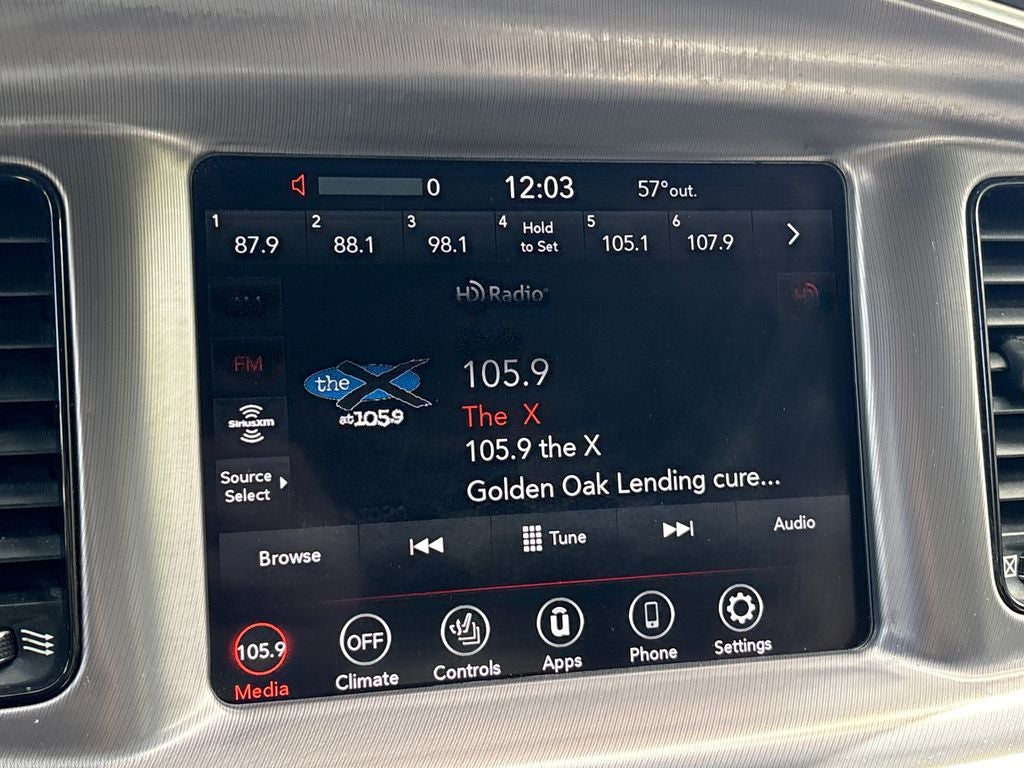 0 12:03 57°out.
1 87.9 2 88.1 3 98.1 4 Hold to Set 5 105.1 6 107.9
HD Radio
AM
FM
the X at 105.9
105.9
The X
105.9 the X
Golden Oak Lending cure...
SiriusXM
Source Select
Browse Tune Audio
105.9 OFF u
Media Climate Controls Apps Phone Settings